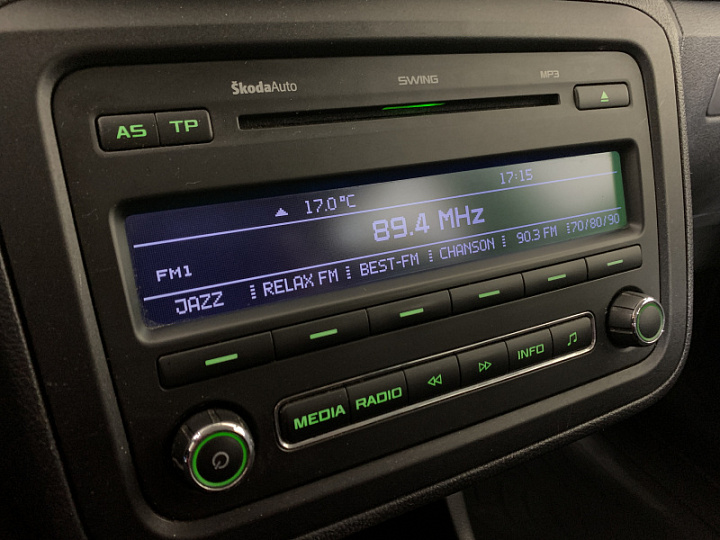 ŠkodaAuto SWING MP3
AS TP
17.0°C 17:15
89.4 MHz
FM1
JAZZ RELAX FM BEST-FM CHANSON 90.3 FM 70/80/90
MEDIA RADIO INFO